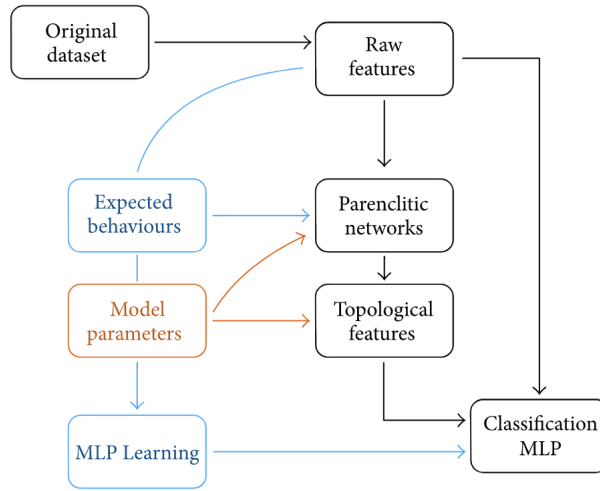 Original
dataset
Raw
features
Expected
behaviours
Parenclitic
networks
Model
parameters
Topological
features
MLP Learning
Classification
MLP